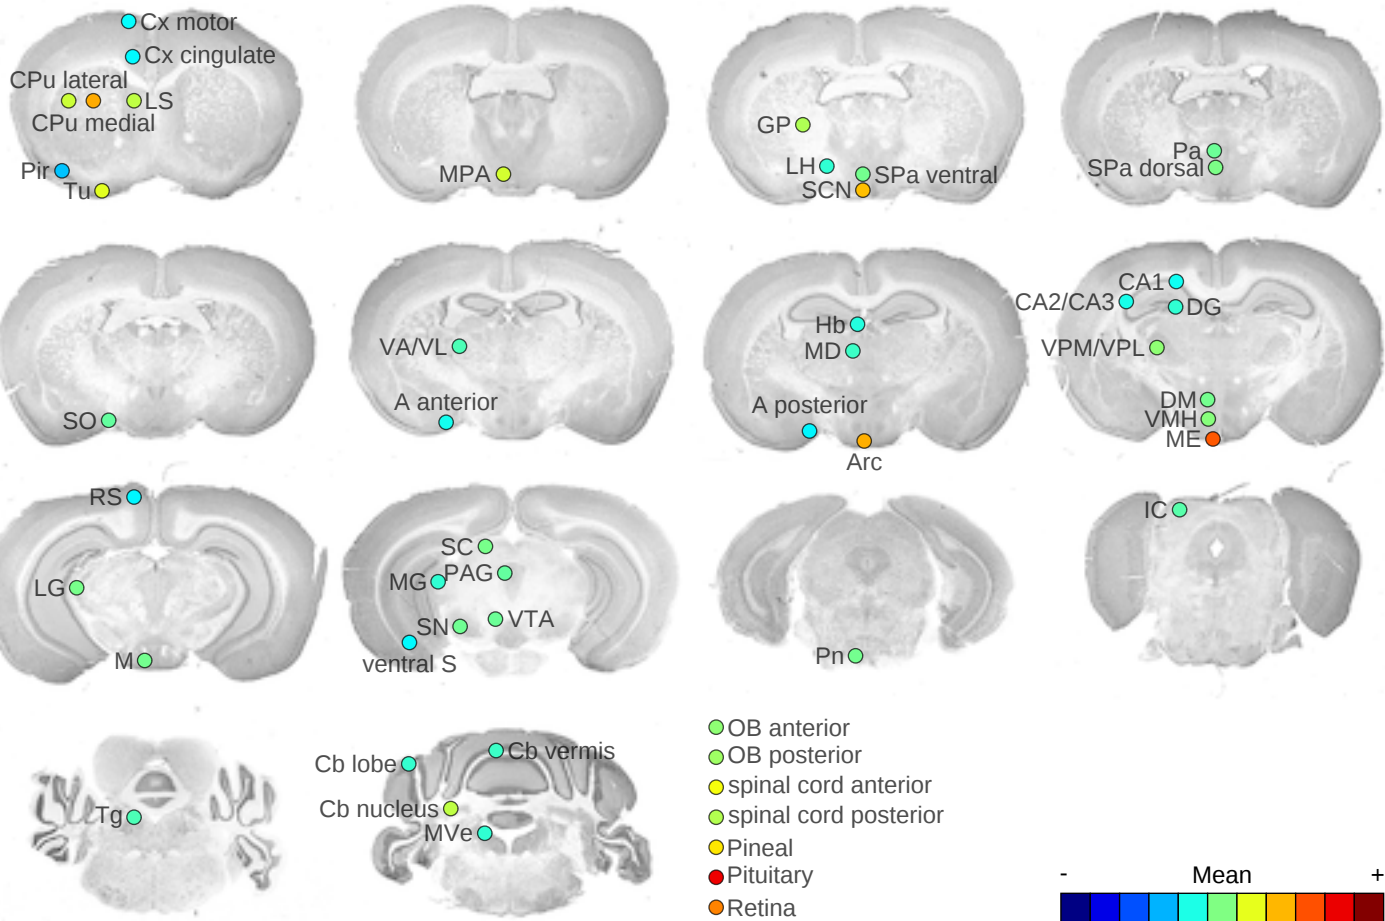 Cx motor
Cx cingulate
CPu lateral
LS
CPu medial
Pir
Tu
MPA
GP
LH
SPa ventral
SCN
Pa
SPa dorsal
SO
VA/VL
A anterior
Hb
MD
A posterior
Arc
CA1
CA2/CA3
DG
VPM/VPL
DM
VMH
ME
RS
LG
M
SC
PAG
MG
VTA
SN
ventral S
Pn
IC
Tg
Cb vermis
Cb lobe
Cb nucleus
MVe
OB anterior
OB posterior
spinal cord anterior
spinal cord posterior
Pineal
Pituitary
Retina
- Mean +